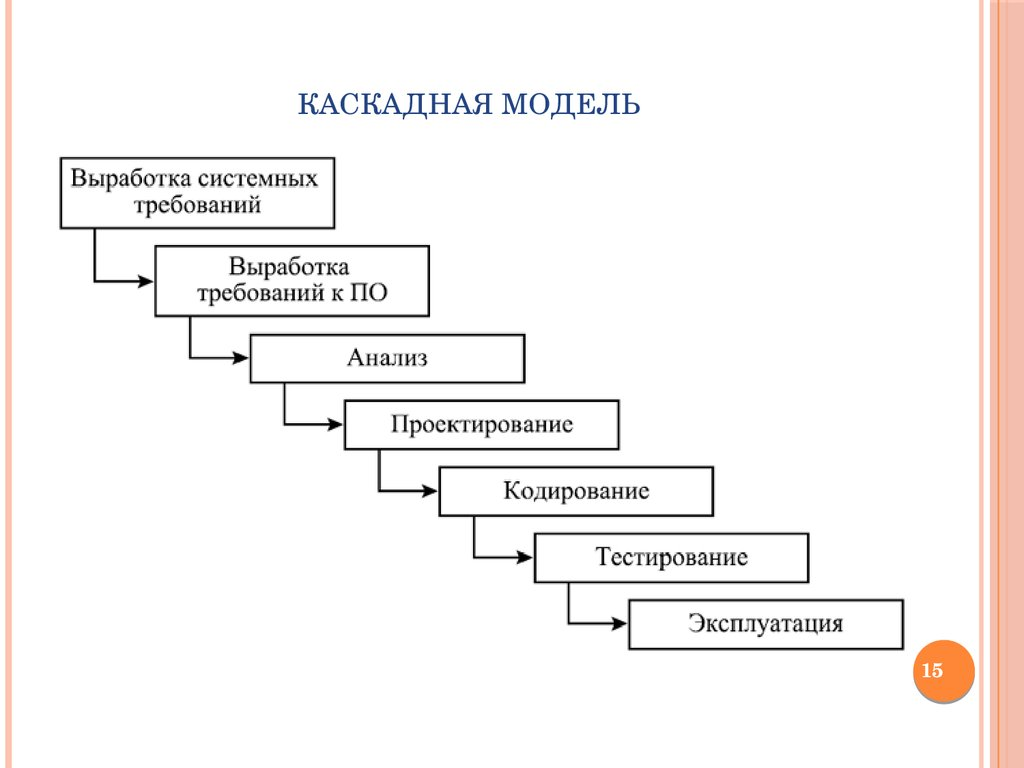 КАСКАДНАЯ МОДЕЛЬ
Выработка системных
требований
Выработка
требований к ПО
Анализ
Проектирование
Кодирование
Тестирование
Эксплуатация
15